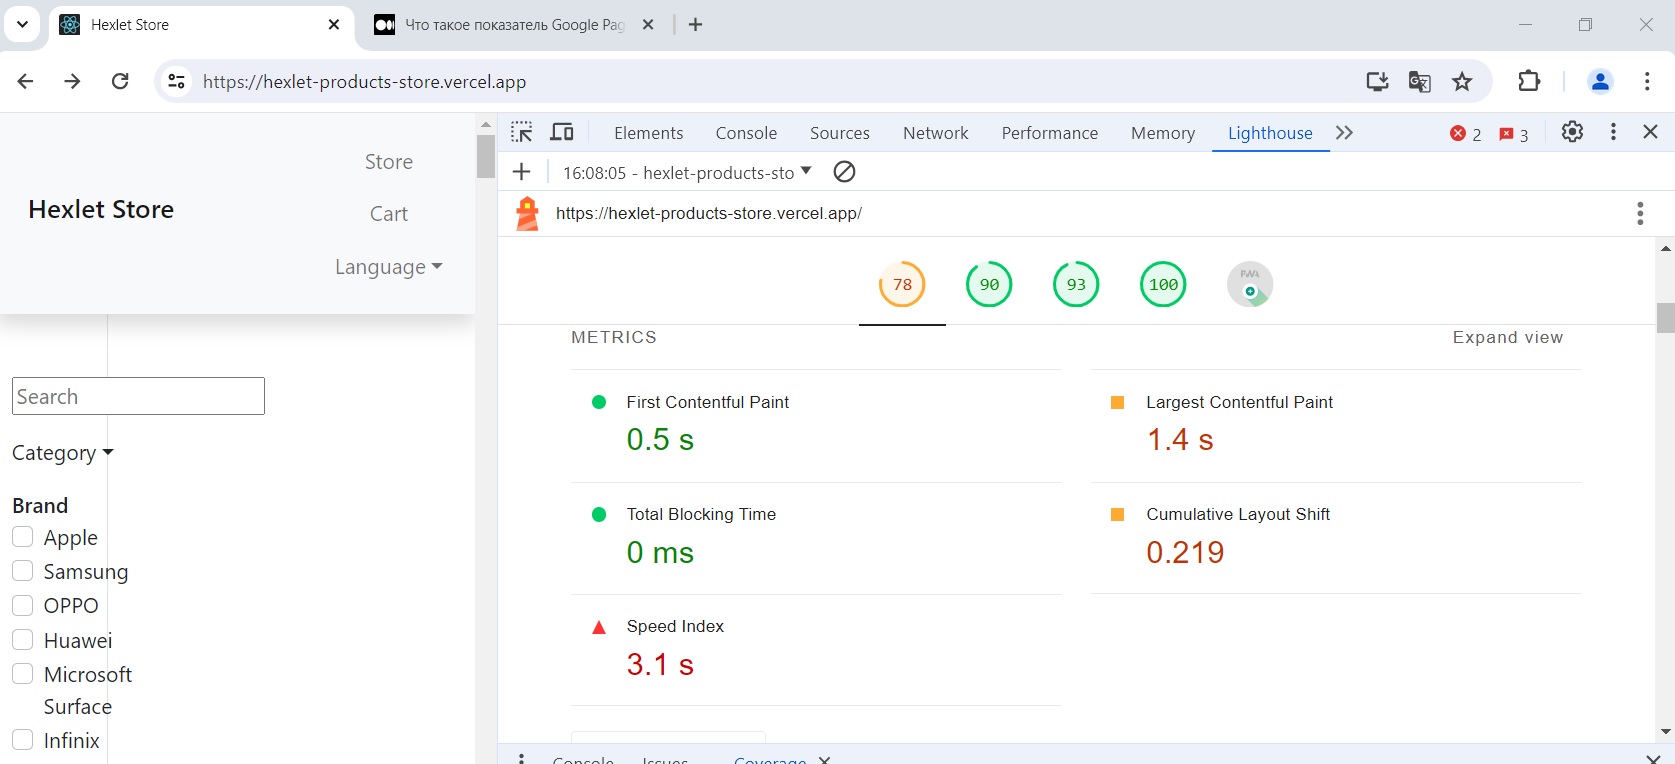 Hexlet Store
Что такое показатель Google Pag
https://hexlet-products-store.vercel.app
Store
Hexlet Store
Cart
Language
Search
Category
Brand
Apple
Samsung
OPPO
Huawei
Microsoft
Surface
Infinix
Elements Console Sources Network Performance Memory Lighthouse 2 3
16:08:05 - hexlet-products-sto
https://hexlet-products-store.vercel.app/
78 90 93 100 PWA
METRICS Expand view
First Contentful Paint
0.5 s
Largest Contentful Paint
1.4 s
Total Blocking Time
0 ms
Cumulative Layout Shift
0.219
Speed Index
3.1 s
Console Issues Coverage